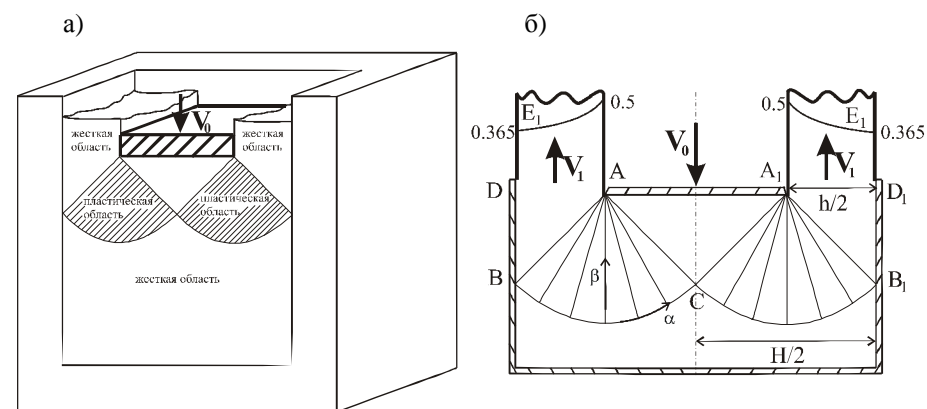 а)
V₀
жесткая
область
жесткая
область
пластическая
область
пластическая
область
жесткая область
б)
E₁
0.5
0.365
V₁
V₀
0.5
E₁
0.365
V₁
A
A₁
D
h/2
D₁
B
β
α
C
B₁
H/2